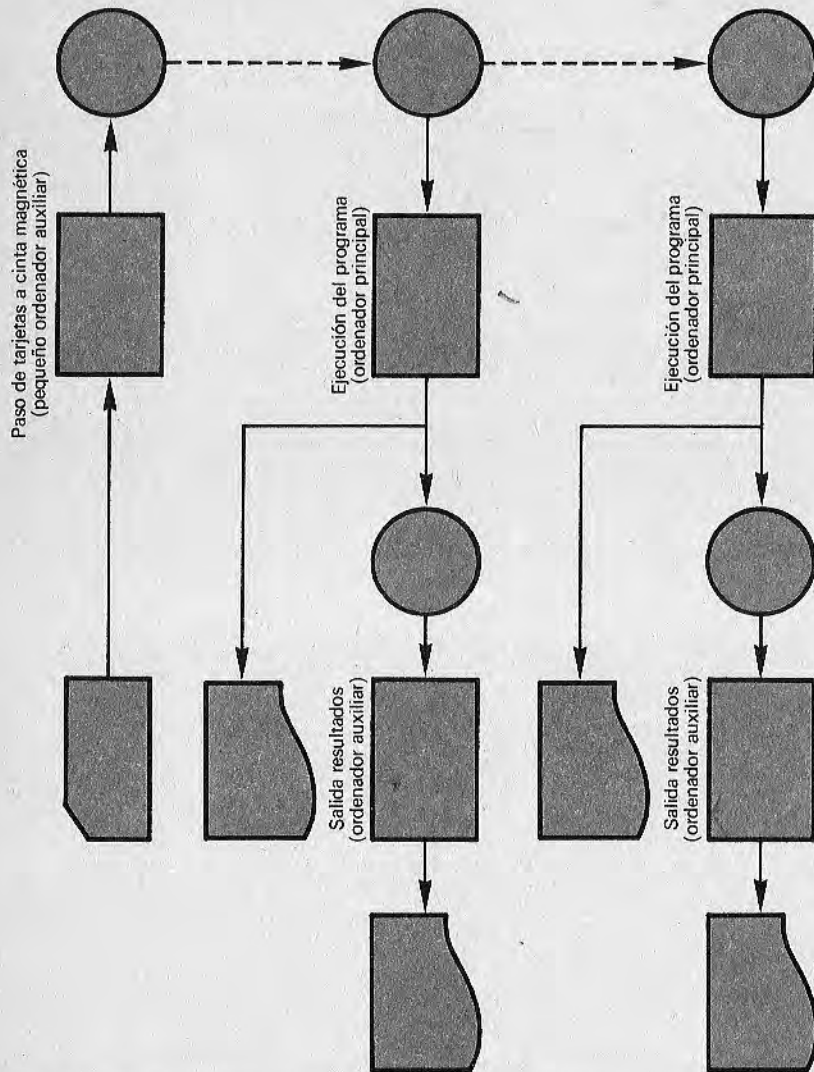 Paso de tarjetas a cinta magnética
(pequeño ordenador auxiliar)
Ejecución del programa
(ordenador principal)
Salida resultados
(ordenador auxiliar)
Ejecución del programa
(ordenador principal)
Salida resultados
(ordenador auxiliar)